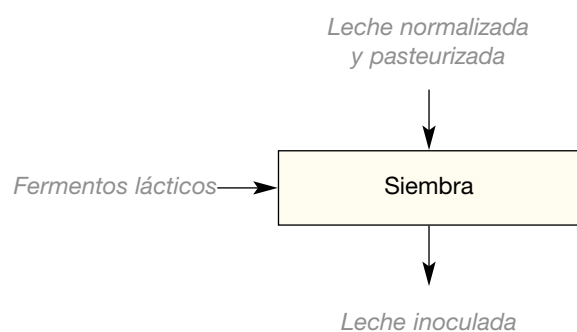 Leche normalizada
y pasteurizada
Fermentos lácticos
Siembra
Leche inoculada